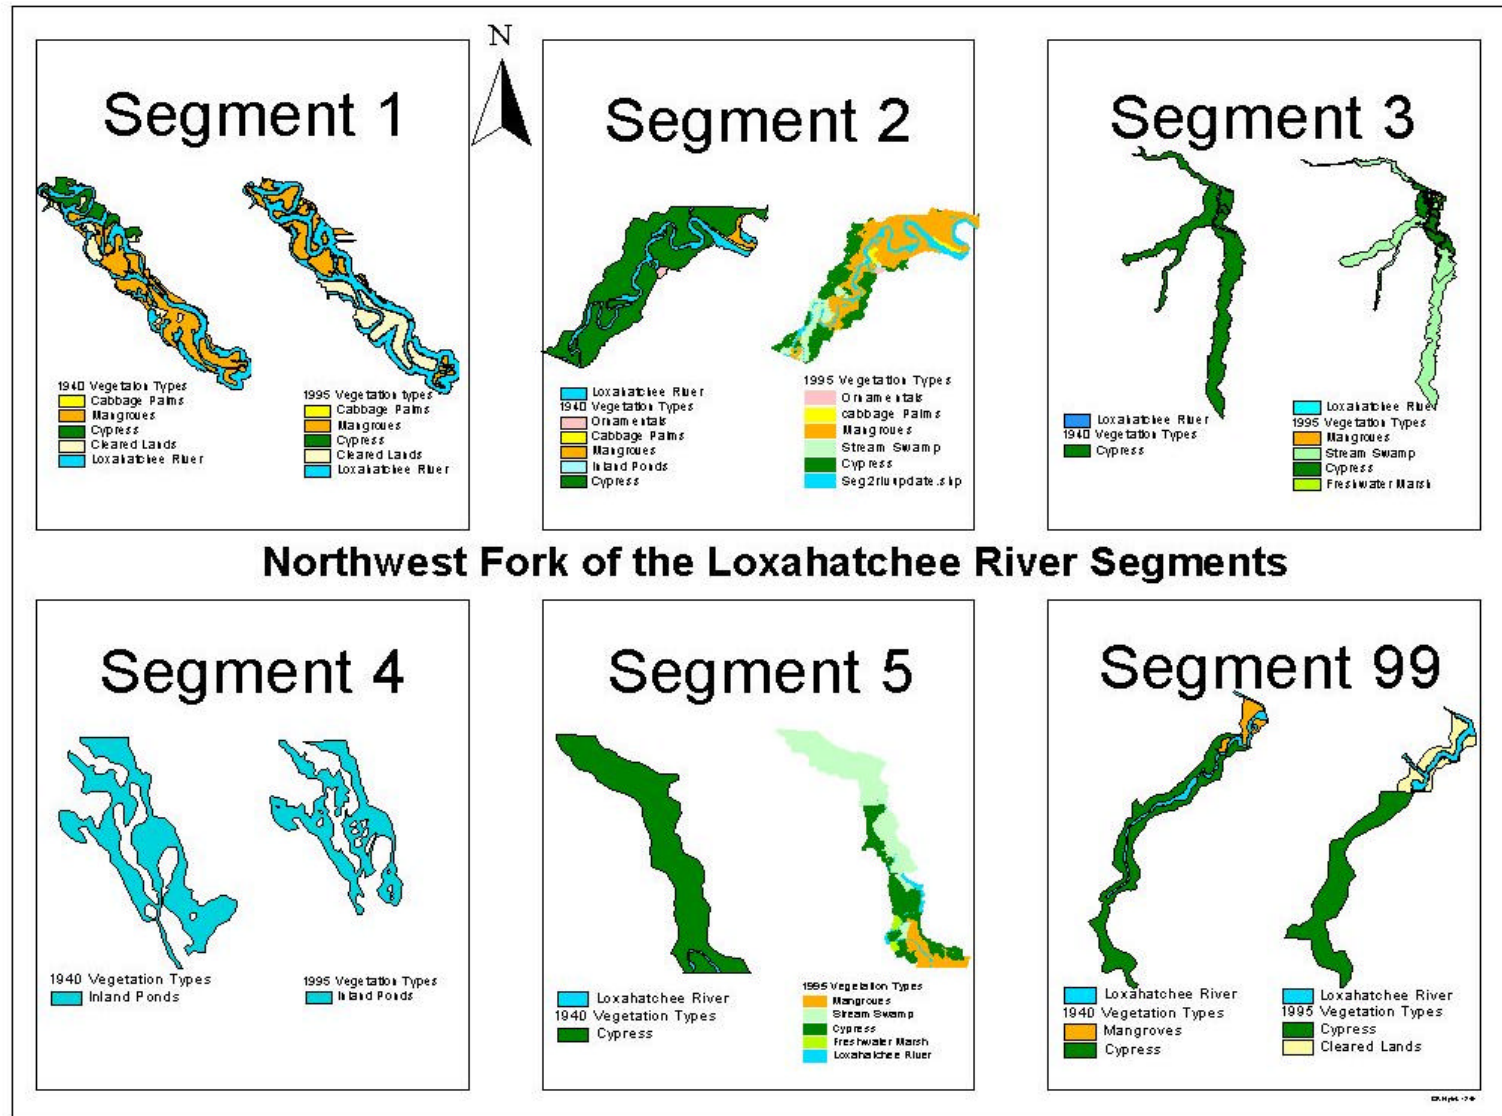 N
Segment 1
1940 Vegetation Types
Cabbage Palms
Mangroves
Cypress
Cleared Lands
Loxahatchee River
1995 Vegetation types
Cabbage Palms
Mangroves
Cypress
Cleared Lands
Loxahatchee River
Segment 2
Loxahatchee River
1940 Vegetation Types
Ornamentals
Cabbage Palms
Mangroves
Inland Ponds
Cypress
1995 Vegetation Types
Ornamentals
cabbage Palms
Mangroves
Stream Swamp
Cypress
Seg2rivupdate.shp
Segment 3
Loxahatchee River
1940 Vegetation Types
Cypress
Loxahatchee River
1995 Vegetation Types
Mangroves
Stream Swamp
Cypress
Freshwater Marsh
Northwest Fork of the Loxahatchee River Segments
Segment 4
1940 Vegetation Types
Inland Ponds
1995 Vegetation Types
Inland Ponds
Segment 5
Loxahatchee River
1940 Vegetation Types
Cypress
1995 Vegetation Types
Mangroves
Stream Swamp
Cypress
Freshwater Marsh
Loxahatchee River
Segment 99
Loxahatchee River
1940 Vegetation Types
Mangroves
Cypress
Loxahatchee River
1995 Vegetation Types
Cypress
Cleared Lands